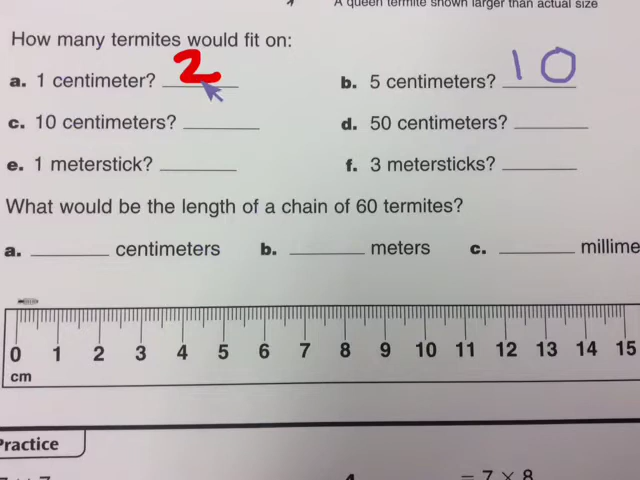 A queen termite shown larger than actual size
How many termites would fit on:
a. 1 centimeter? 2 b. 5 centimeters? 10
c. 10 centimeters? d. 50 centimeters?
e. 1 meterstick? f. 3 metersticks?
What would be the length of a chain of 60 termites?
a. centimeters b. meters c. millime
0 1 2 3 4 5 6 7 8 9 10 11 12 13 14 15
cm
Practice
= 7 × 8